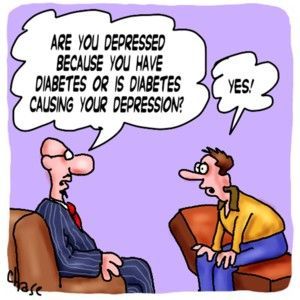 ARE YOU DEPRESSED
BECAUSE YOU HAVE
DIABETES OR IS DIABETES
CAUSING YOUR DEPRESSION?
YES!
Chase